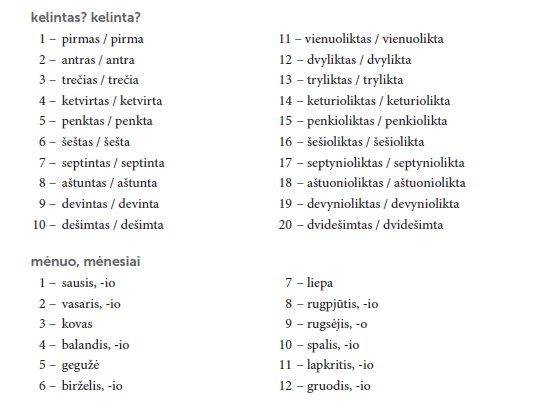 kelintas? kelinta?
1 – pirmas / pirma
2 – antras / antra
3 – trečias / trečia
4 – ketvirtas / ketvirta
5 – penktas / penkta
6 – šeštas / šešta
7 – septintas / septinta
8 – aštuntas / aštunta
9 – devintas / devinta
10 – dešimtas / dešimta
11 – vienuoliktas / vienuolikta
12 – dvyliktas / dvylikta
13 – tryliktas / trylikta
14 – keturioliktas / keturiolikta
15 – penkioliktas / penkiolikta
16 – šešioliktas / šešiolikta
17 – septynioliktas / septyniolikta
18 – aštuonioliktas / aštuoniolikta
19 – devynioliktas / devyniolikta
20 – dvidešimtas / dvidešimta
mėnuo, mėnesiai
1 – sausis, -io
2 – vasaris, -io
3 – kovas
4 – balandis, -io
5 – gegužė
6 – birželis, -io
7 – liepa
8 – rugpjūtis, -io
9 – rugsėjis, -o
10 – spalis, -io
11 – lapkritis, -io
12 – gruodis, -io